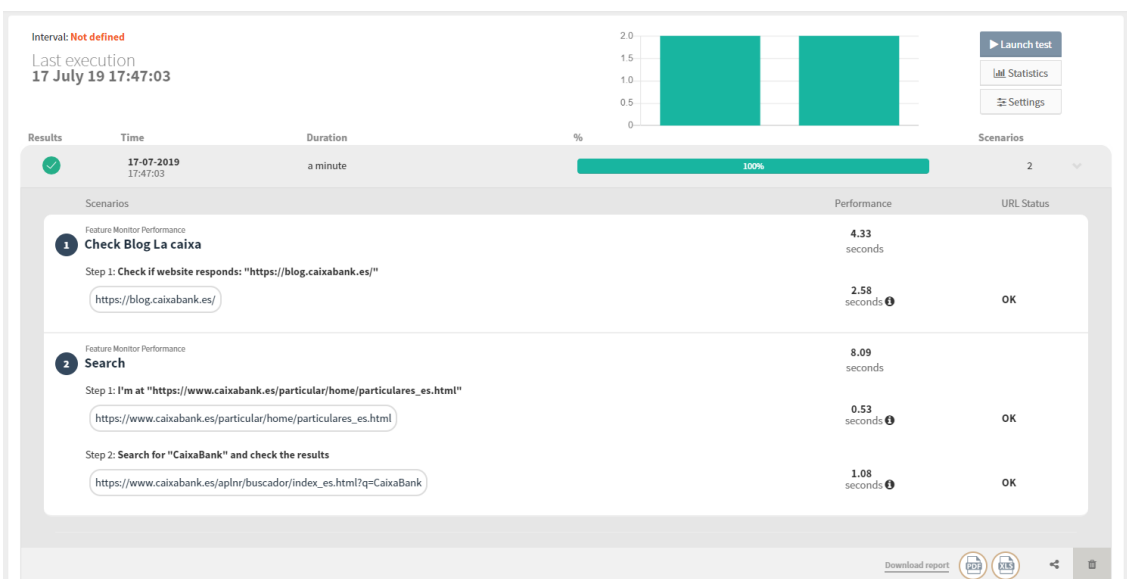 Interval: Not defined
Last execution
17 July 19 17:47:03
2.0
1.5
1.0
0.5
0
Launch test
Statistics
Settings
Results Time Duration % Scenarios
17-07-2019
17:47:03
a minute
100%
2
Scenarios Performance URL Status
Feature Monitor Performance
1 Check Blog La caixa
4.33
seconds
Step 1: Check if website responds: "https://blog.caixabank.es/"
https://blog.caixabank.es/
2.58
seconds
OK
Feature Monitor Performance
2 Search
8.09
seconds
Step 1: I'm at "https://www.caixabank.es/particular/home/particulares_es.html"
https://www.caixabank.es/particular/home/particulares_es.html
0.53
seconds
OK
Step 2: Search for "CaixaBank" and check the results
https://www.caixabank.es/aplnr/buscador/index_es.html?q=CaixaBank
1.08
seconds
OK
Download report
PDF
XLS